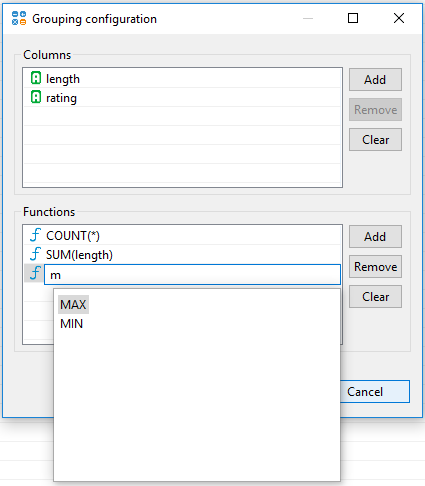 Grouping configuration
Columns
length
rating
Add
Remove
Clear
Functions
COUNT(*)
SUM(length)
m
MAX
MIN
Add
Remove
Clear
Cancel